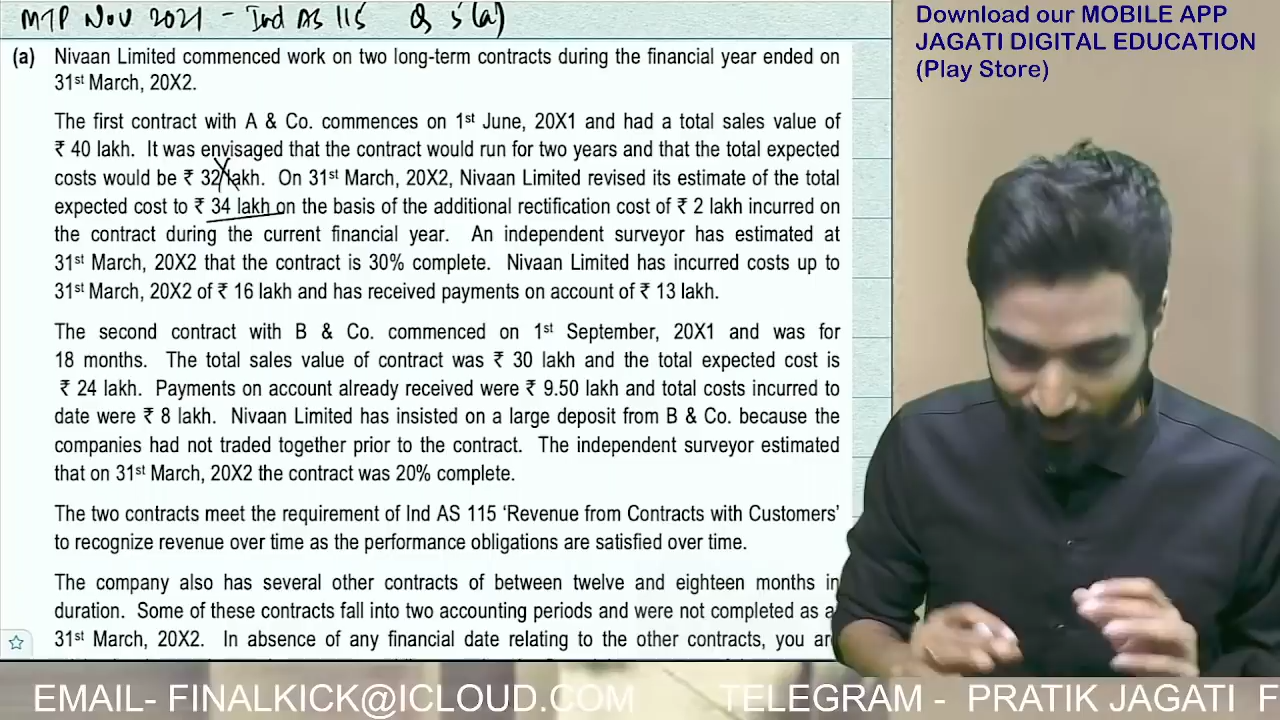 MTP Nov 2021 - Ind AS 115 Q 5 (a)
Download our MOBILE APP
JAGATI DIGITAL EDUCATION
(Play Store)
(a) Nivaan Limited commenced work on two long-term contracts during the financial year ended on
31st March, 20X2.
The first contract with A & Co. commences on 1st June, 20X1 and had a total sales value of
₹ 40 lakh. It was envisaged that the contract would run for two years and that the total expected
costs would be ₹ 32 lakh. On 31st March, 20X2, Nivaan Limited revised its estimate of the total
expected cost to ₹ 34 lakh on the basis of the additional rectification cost of ₹ 2 lakh incurred on
the contract during the current financial year. An independent surveyor has estimated at
31st March, 20X2 that the contract is 30% complete. Nivaan Limited has incurred costs up to
31st March, 20X2 of ₹ 16 lakh and has received payments on account of ₹ 13 lakh.
The second contract with B & Co. commenced on 1st September, 20X1 and was for
18 months. The total sales value of contract was ₹ 30 lakh and the total expected cost is
₹ 24 lakh. Payments on account already received were ₹ 9.50 lakh and total costs incurred to
date were ₹ 8 lakh. Nivaan Limited has insisted on a large deposit from B & Co. because the
companies had not traded together prior to the contract. The independent surveyor estimated
that on 31st March, 20X2 the contract was 20% complete.
The two contracts meet the requirement of Ind AS 115 ‘Revenue from Contracts with Customers’
to recognize revenue over time as the performance obligations are satisfied over time.
The company also has several other contracts of between twelve and eighteen months in
duration. Some of these contracts fall into two accounting periods and were not completed as a
31st March, 20X2. In absence of any financial date relating to the other contracts, you ar
EMAIL- FINALKICK@ICLOUD.COM TELEGRAM - PRATIK JAGATI F